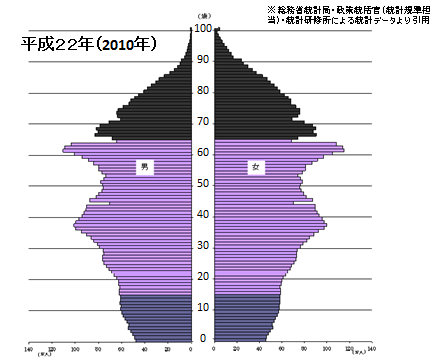 ※ 総務省統計局・政策統括官(統計規準担
当)・統計研修所による統計データより引用
平成22年(2010年)
(歳)
100
90
80
70
60
50
40
30
20
10
0
男
女
140 120 100 80 60 40 20 0
0 20 40 60 80 100 120 140
(万人)
(万人)